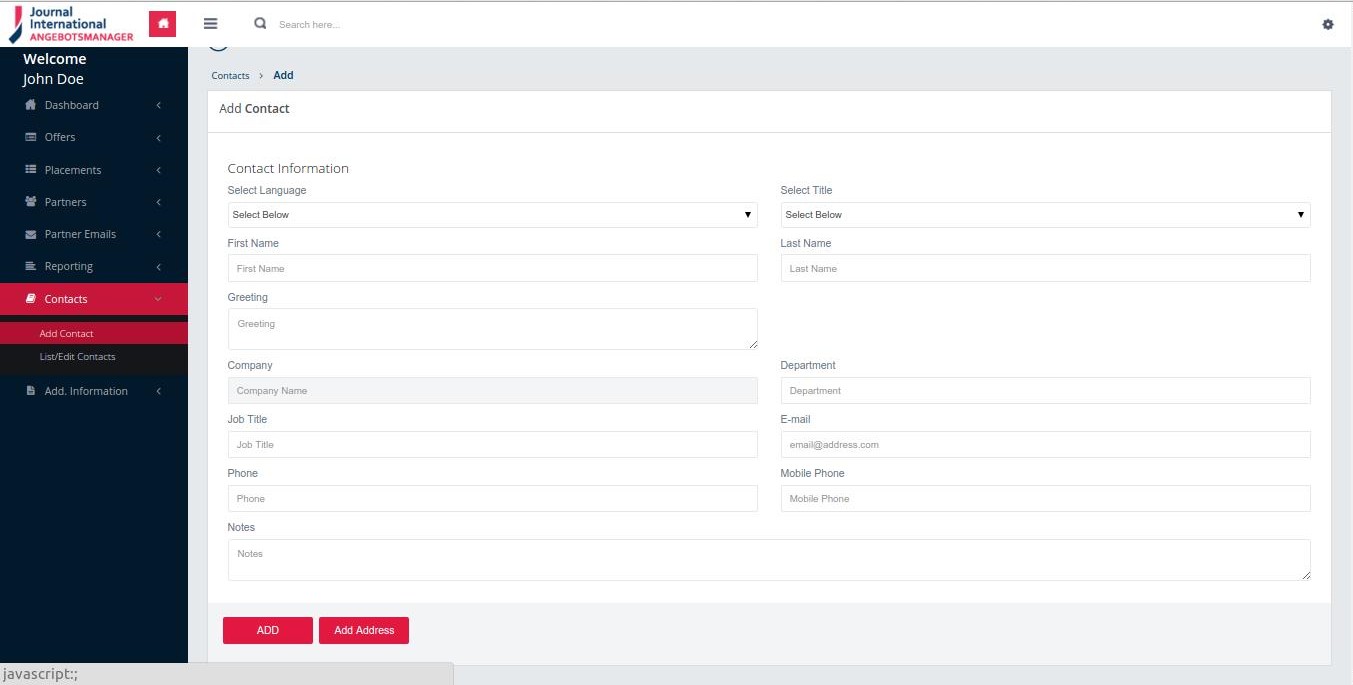 Journal
International
ANGEBOTSMANAGER
Search here...
Welcome
John Doe
Dashboard
Offers
Placements
Partners
Partner Emails
Reporting
Contacts
Add Contact
List/Edit Contacts
Add. Information
Contacts > Add
Add Contact
Contact Information
Select Language Select Title
Select Below Select Below
First Name Last Name
First Name Last Name
Greeting
Greeting
Company Department
Company Name Department
Job Title E-mail
Job Title email@address.com
Phone Mobile Phone
Phone Mobile Phone
Notes
Notes
ADD Add Address
javascript:;